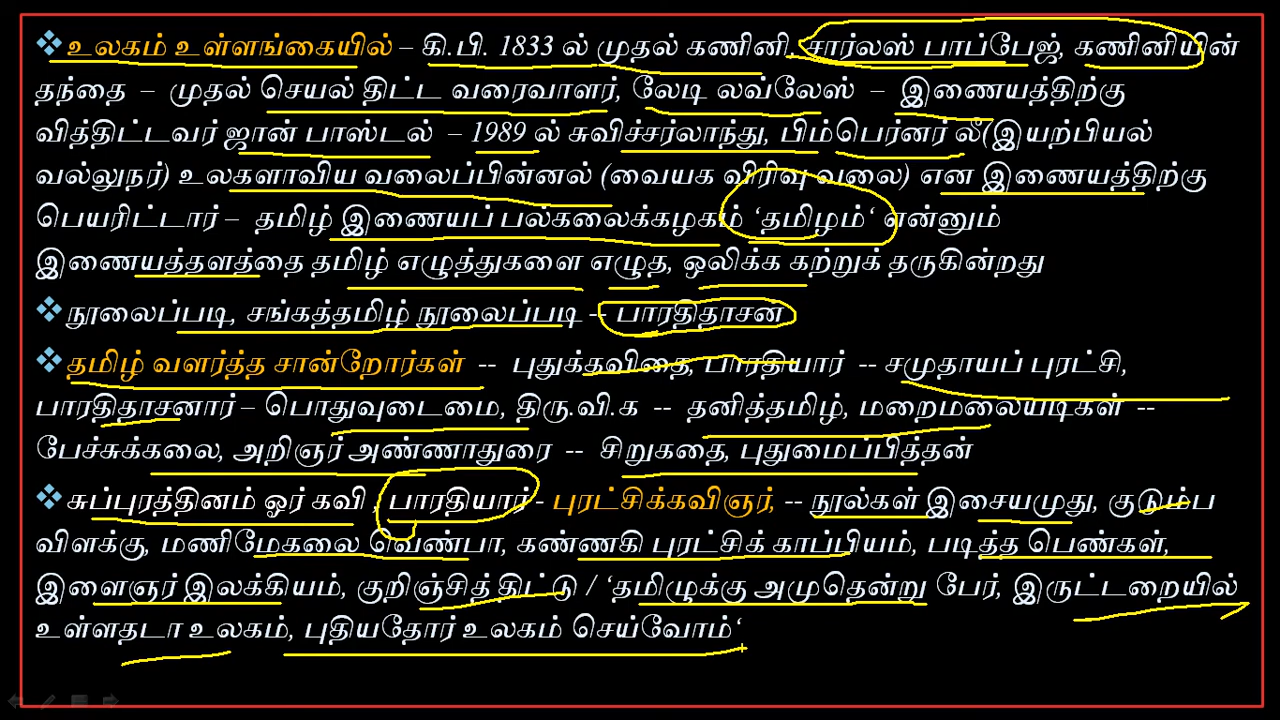 ❖உலகம் உள்ளங்கையில் – கி.பி. 1833 ல் முதல் கணினி, சார்லஸ் பாப்பேஜ், கணினியின்
தந்தை – முதல் செயல் திட்ட வரைவாளர், லேடி லவ்லேஸ் – இணையத்திற்கு
வித்திட்டவர் ஜான் பாஸ்டல் – 1989 ல் சுவிச்சர்லாந்து, பிம்பெர்னர் லீ(இயற்பியல்
வல்லுநர்) உலகளாவிய வலைப்பின்னல் (வையக விரிவு வலை) என இணையத்திற்கு
பெயரிட்டார் – தமிழ் இணையப் பல்கலைக்கழகம் ‘தமிழம்‘ என்னும்
இணையத்தளத்தை தமிழ் எழுத்துகளை எழுத, ஒலிக்க கற்றுக் தருகின்றது
❖நூலைப்படி, சங்கத்தமிழ் நூலைப்படி -- பாரதிதாசன
❖தமிழ் வளர்த்த சான்றோர்கள் -- புதுக்கவிதை, பாரதியார் -- சமுதாயப் புரட்சி,
பாரதிதாசனார் – பொதுவுடைமை, திரு.வி.க -- தனித்தமிழ், மறைமலையடிகள் --
பேச்சுக்கலை, அறிஞர் அண்ணாதுரை -- சிறுகதை, புதுமைப்பித்தன்
❖சுப்புரத்தினம் ஓர் கவி , பாரதியார் - புரட்சிக்கவிஞர், -- நூல்கள் இசையமுது, குடும்ப
விளக்கு, மணிமேகலை வெண்பா, கண்ணகி புரட்சிக் காப்பியம், படித்த பெண்கள்,
இளைஞர் இலக்கியம், குறிஞ்சித் திட்டு / ‘தமிழுக்கு அமுதென்று பேர், இருட்டறையில்
உள்ளதடா உலகம், புதியதோர் உலகம் செய்வோம்‘